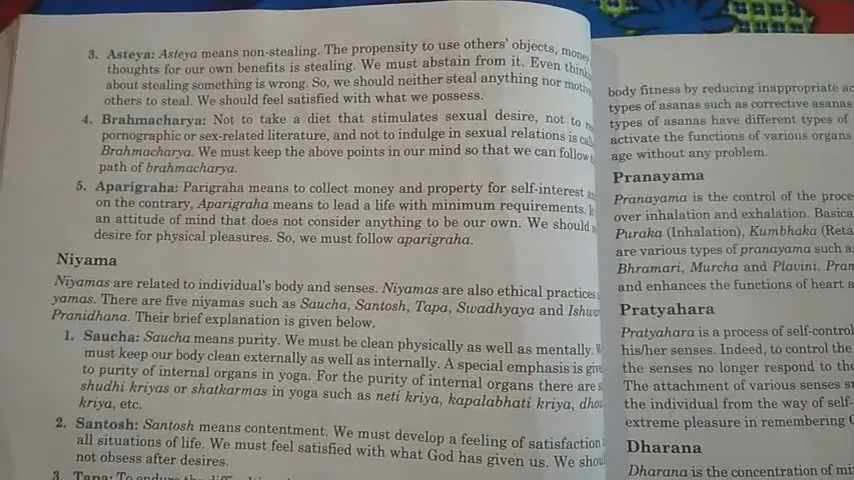 3. Asteya: Asteya means non-stealing. The propensity to use others' objects, money
thoughts for our own benefits is stealing. We must abstain from it. Even
about stealing something is wrong. So, we should neither steal anything nor
others to steal. We should feel satisfied with what we possess.
4. Brahmacharya: Not to take a diet that stimulates sexual desire, not to
pornographic or sex-related literature, and not to indulge in sexual relations is
Brahmacharya. We must keep the above points in our mind so that we can follow
path of brahmacharya.
5. Aparigraha: Parigraha means to collect money and property for self-interest
on the contrary, Aparigraha means to lead a life with minimum requirements.
an attitude of mind that does not consider anything to be our own. We should
desire for physical pleasures. So, we must follow aparigraha.
Niyama
Niyamas are related to individual's body and senses. Niyamas are also ethical practices
yamas. There are five niyamas such as Saucha, Santosh, Tapa, Swadhyaya and
Pranidhana. Their brief explanation is given below.
1. Saucha: Saucha means purity. We must be clean physically as well as mentally.
must keep our body clean externally as well as internally. A special emphasis is
to purity of internal organs in yoga. For the purity of internal organs there are
shudhi kriyas or shatkarmas in yoga such as neti kriya, kapalabhati kriya,
kriya, etc.
2. Santosh: Santosh means contentment. We must develop a feeling of satisfaction
all situations of life. We must feel satisfied with what God has given us. We
not obsess after desires.
3. Tapa: To endure the
body fitness by reducing inappropriate
types of asanas such as corrective asanas
types of asanas have different types of
activate the functions of various organs
age without any problem.
Pranayama
Pranayama is the control of the
over inhalation and exhalation.
Puraka (Inhalation), Kumbhaka
are various types of pranayama such
Bhramari, Murcha and Plavini.
and enhances the functions of heart
Pratyahara
Pratyahara is a process of self-control
his/her senses. Indeed, to control the
the senses no longer respond to the
The attachment of various senses
the individual from the way of self-
extreme pleasure in remembering
Dharana
Dharana is the concentration of